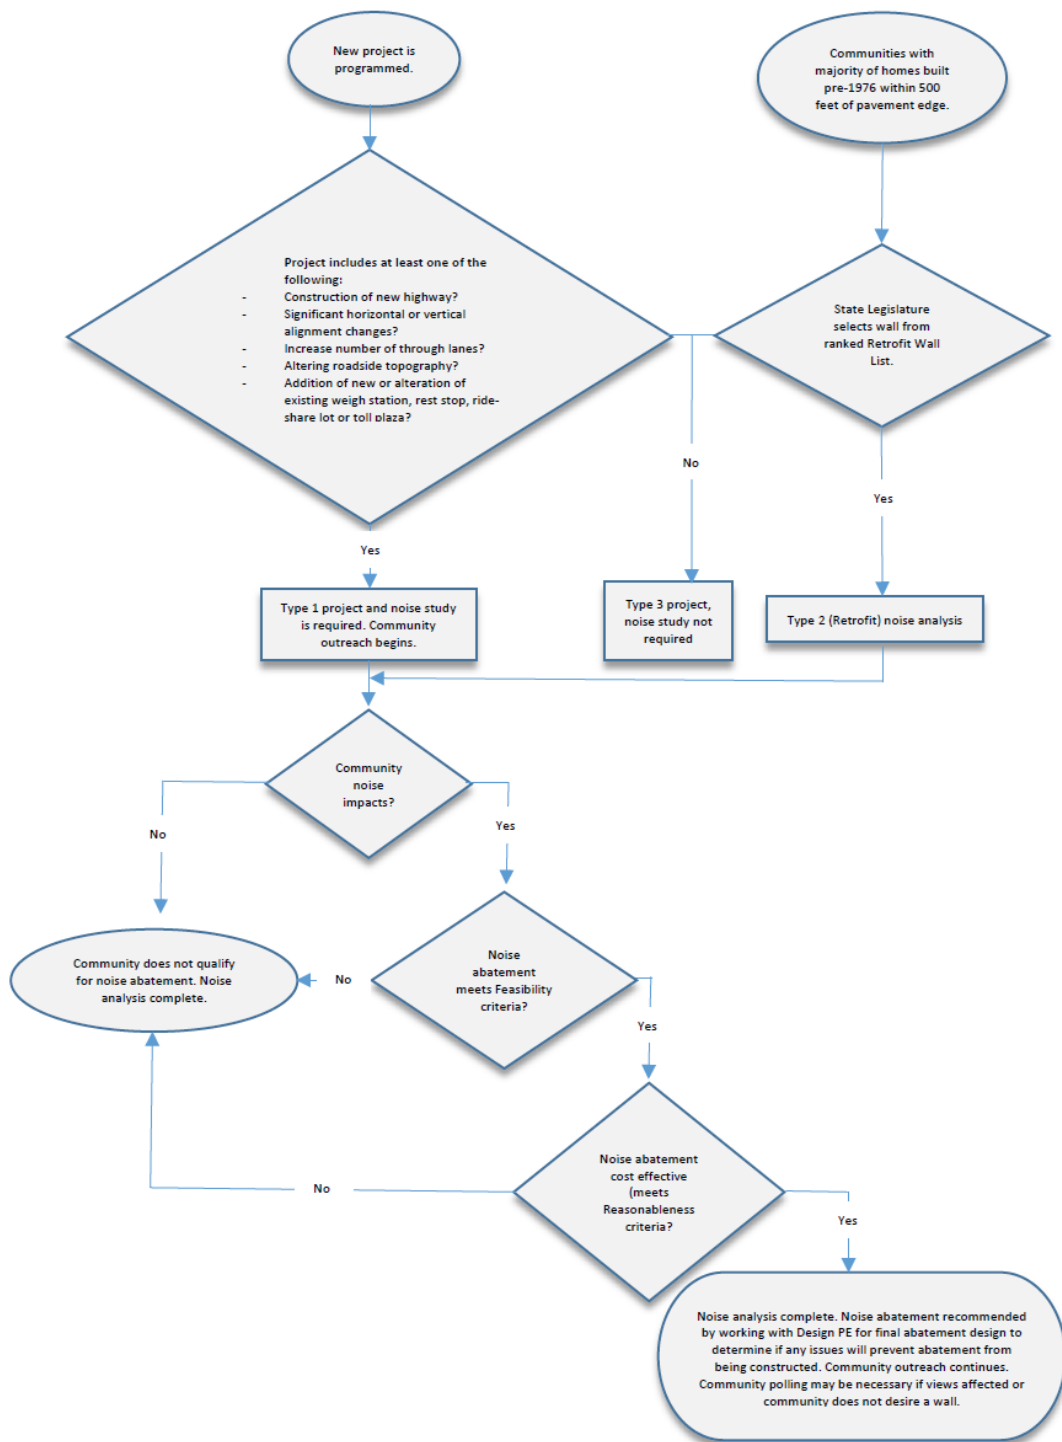 New project is
programmed.
Communities with
majority of homes built
pre-1976 within 500
feet of pavement edge.
Project includes at least one of the
following:
- Construction of new highway?
- Significant horizontal or vertical
alignment changes?
- Increase number of through lanes?
- Altering roadside topography?
- Addition of new or alteration of
existing weigh station, rest stop, ride-
share lot or toll plaza?
State Legislature
selects wall from
ranked Retrofit Wall
List.
No
Yes
Yes
Type 1 project and noise study
is required. Community
outreach begins.
Type 3 project,
noise study not
required
Type 2 (Retrofit) noise analysis
Community
noise
impacts?
No
Yes
Community does not qualify
for noise abatement. Noise
analysis complete.
No
Noise
abatement
meets Feasibility
criteria?
Yes
Noise abatement
cost effective
(meets
Reasonableness
criteria?
No
Yes
Noise analysis complete. Noise abatement recommended
by working with Design PE for final abatement design to
determine if any issues will prevent abatement from
being constructed. Community outreach continues.
Community polling may be necessary if views affected or
community does not desire a wall.